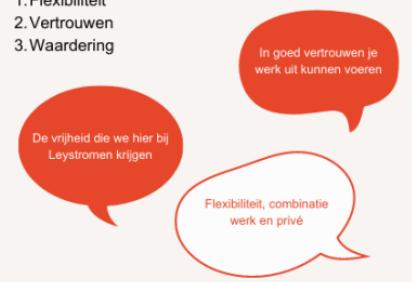 1. Flexibiliteit
2. Vertrouwen
3. Waardering
In goed vertrouwen je
werk uit kunnen voeren
De vrijheid die we hier bij
Leystromen krijgen
Flexibiliteit, combinatie
werk en privé